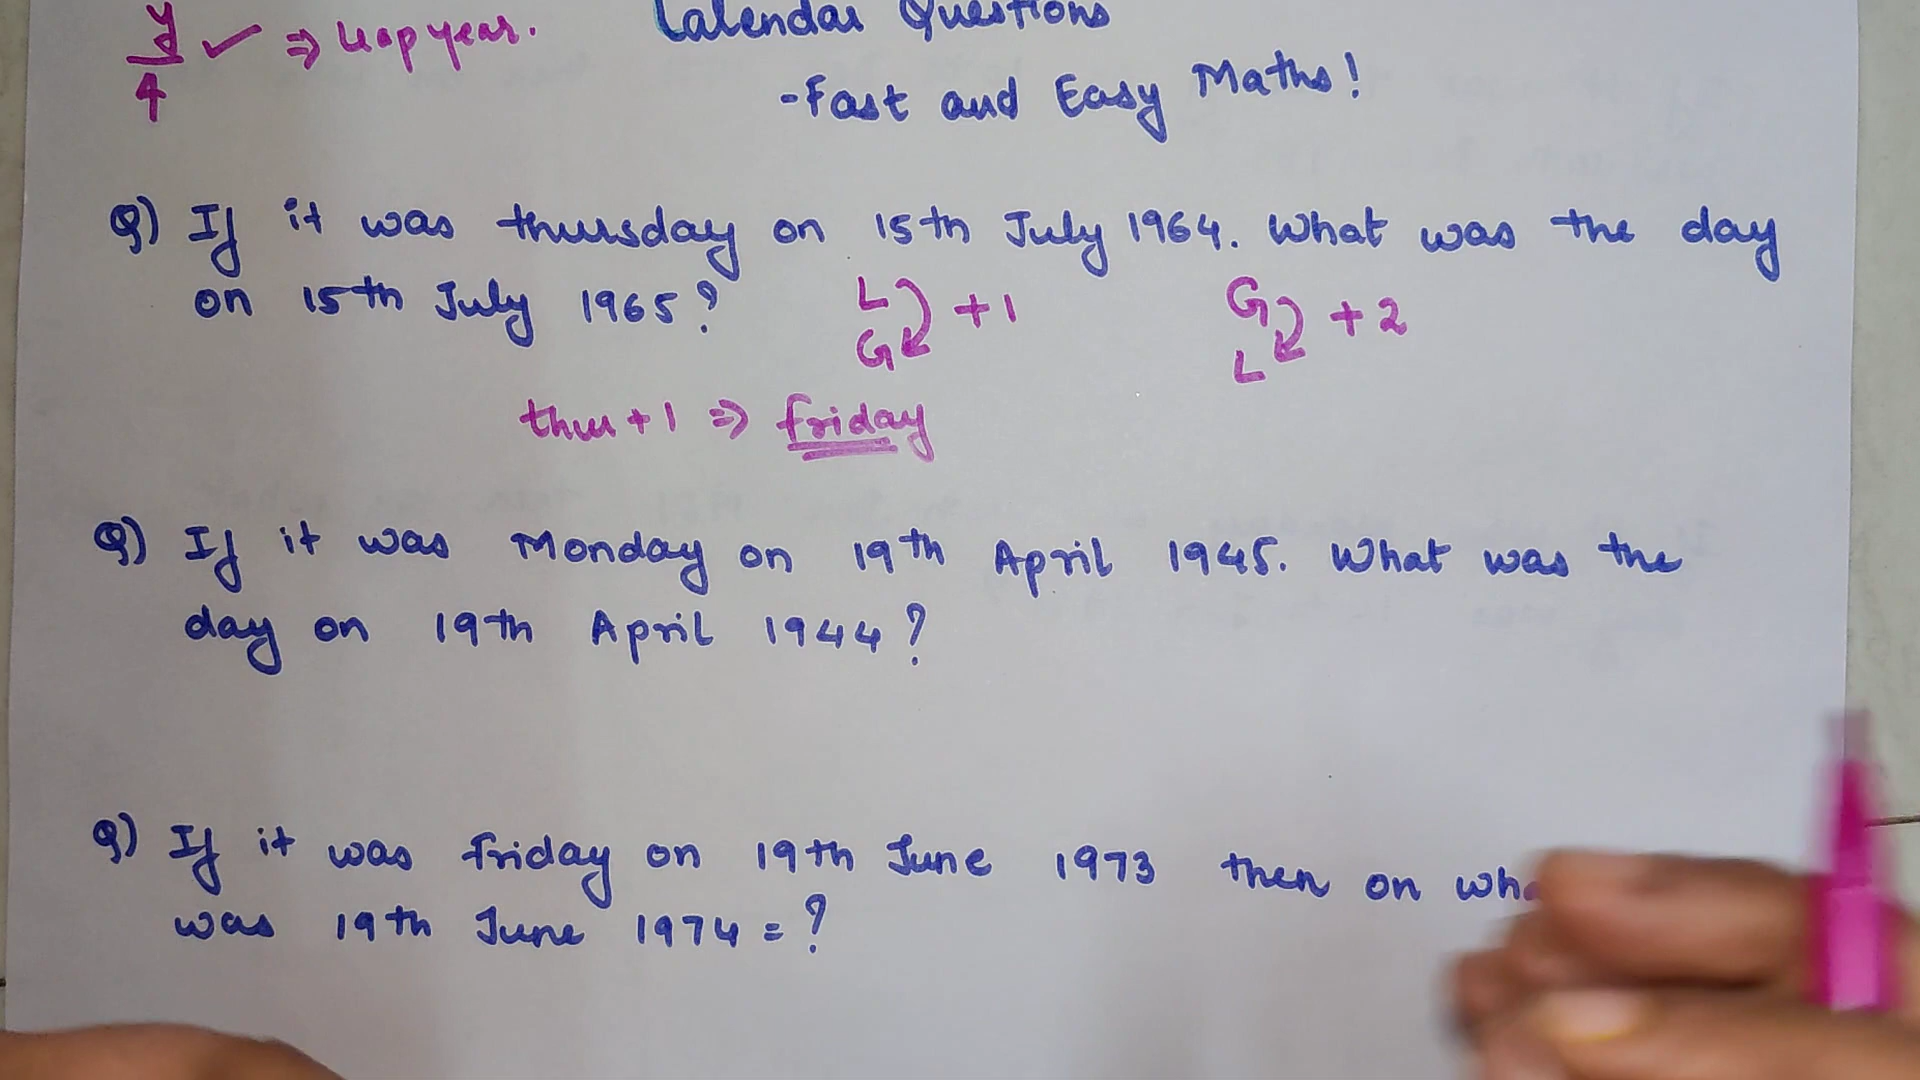 y/4 ✓ ⇒ leap year.
Calendar Questions
-Fast and Easy Maths!
Q) If it was thursday on 15th July 1964. What was the day
on 15th July 1965?
L
G
+1
G
L
+2
thu+1 ⇒ friday
Q) If it was Monday on 19th April 1945. What was the
day on 19th April 1944?
Q) If it was friday on 19th June 1973 then on
was 19th June 1974=?